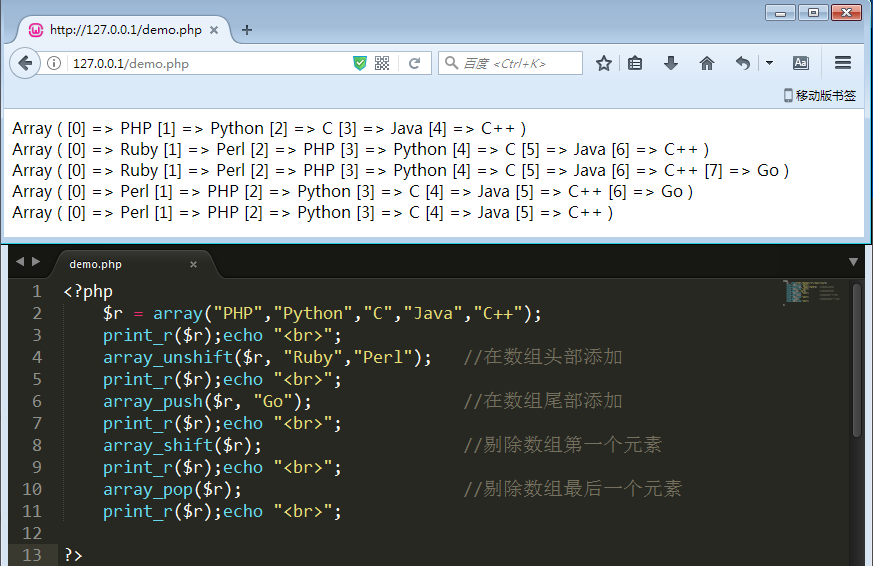 http://127.0.0.1/demo.php
127.0.0.1/demo.php
百度 <Ctrl+K>
移动版书签
Array ( [0] => PHP [1] => Python [2] => C [3] => Java [4] => C++ )
Array ( [0] => Ruby [1] => Perl [2] => PHP [3] => Python [4] => C [5] => Java [6] => C++ )
Array ( [0] => Ruby [1] => Perl [2] => PHP [3] => Python [4] => C [5] => Java [6] => C++ [7] => Go )
Array ( [0] => Perl [1] => PHP [2] => Python [3] => C [4] => Java [5] => C++ [6] => Go )
Array ( [0] => Perl [1] => PHP [2] => Python [3] => C [4] => Java [5] => C++ )
demo.php
1 <?php
2 $r = array("PHP","Python","C","Java","C++");
3 print_r($r);echo "<br>";
4 array_unshift($r, "Ruby","Perl"); //在数组头部添加
5 print_r($r);echo "<br>";
6 array_push($r, "Go"); //在数组尾部添加
7 print_r($r);echo "<br>";
8 array_shift($r); //剔除数组第一个元素
9 print_r($r);echo "<br>";
10 array_pop($r); //剔除数组最后一个元素
11 print_r($r);echo "<br>";
12
13 ?>